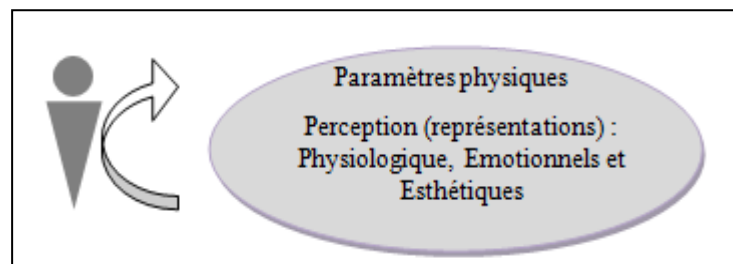 Paramètres physiques
Perception (représentations) :
Physiologique, Emotionnels et
Esthétiques